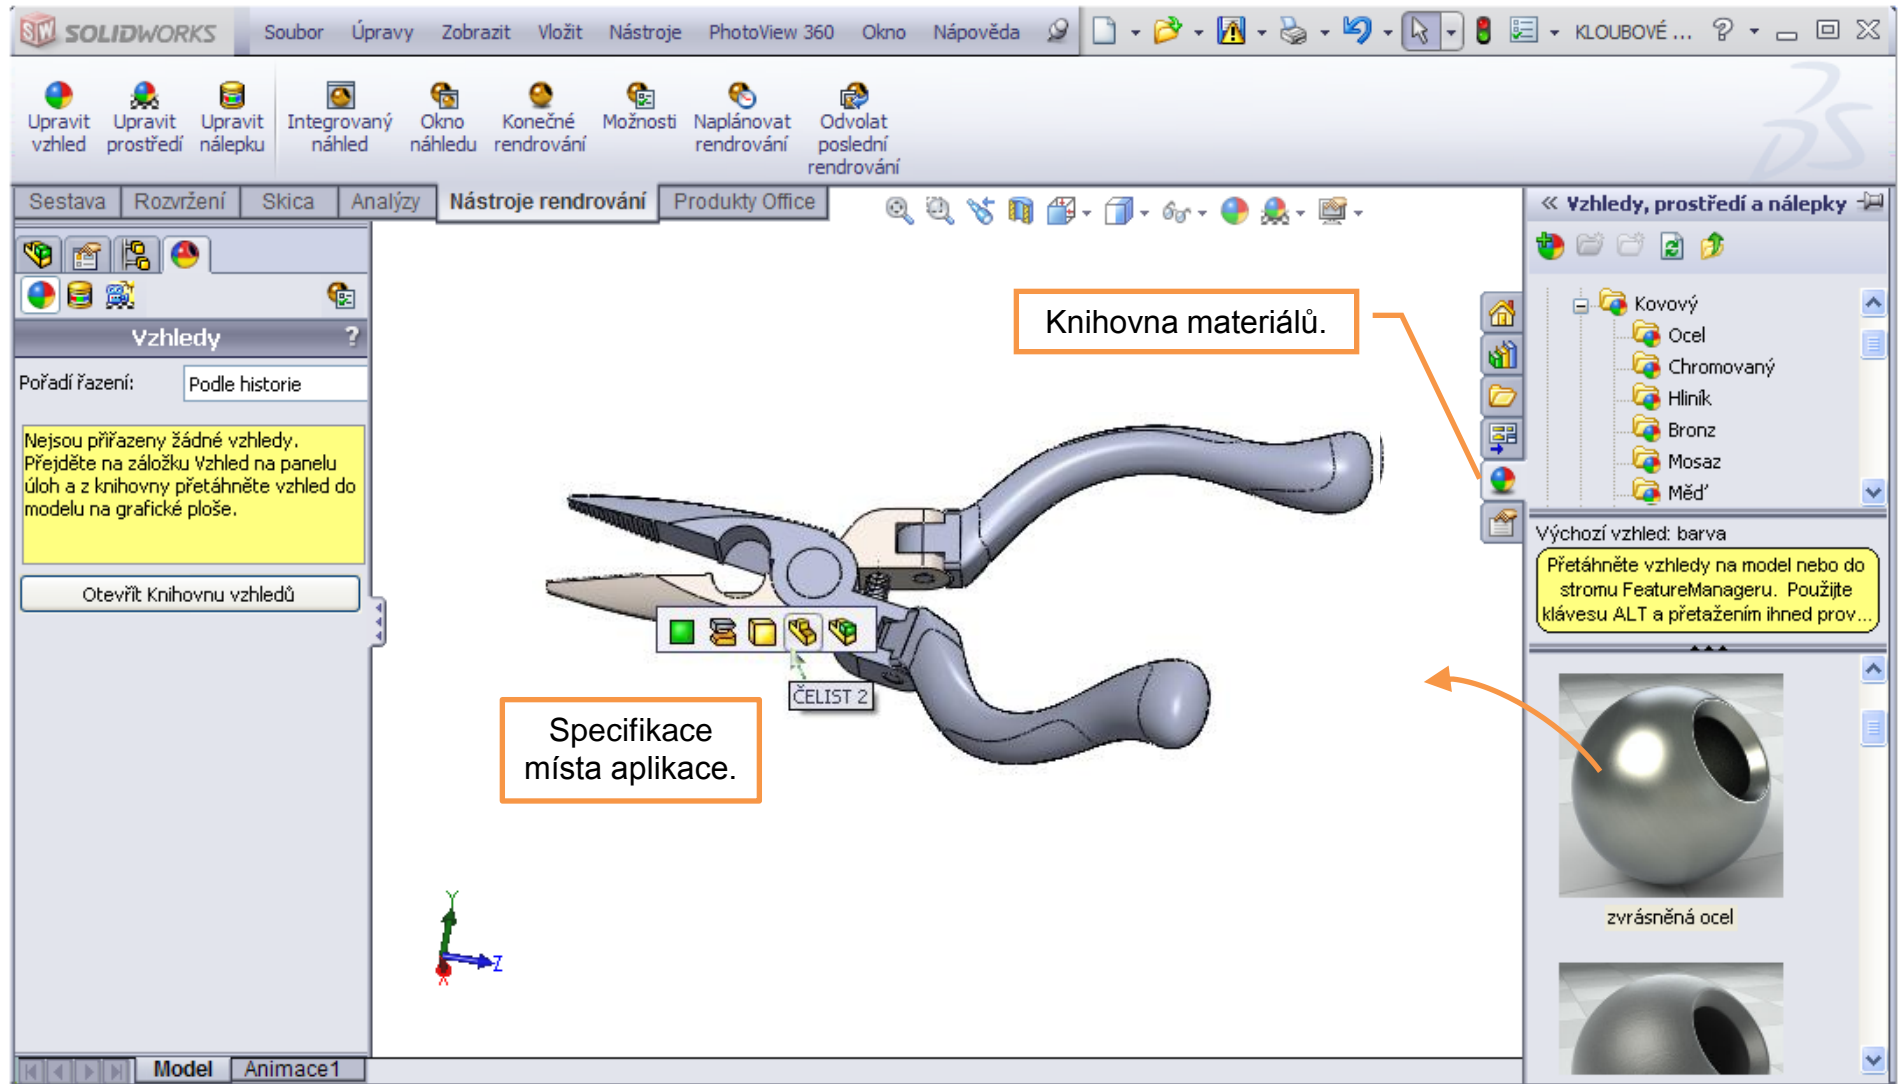 SOLIDWORKS Soubor Úpravy Zobrazit Vložit Nástroje PhotoView 360 Okno Nápověda KLOUBOVÉ ... ?
Upravit vzhled
Upravit prostředí
Upravit nálepku
Integrovaný náhled
Okno náhledu
Konečné rendrování
Možnosti
Naplánovat rendrování
Odvolat poslední rendrování
Sestava Rozvržení Skica Analýzy Nástroje rendrování Produkty Office
Vzhledy ?
Pořadí řazení: Podle historie
Nejsou přiřazeny žádné vzhledy.
Přejděte na záložku Vzhled na panelu
úloh a z knihovny přetáhněte vzhled do
modelu na grafické ploše.
Otevřít Knihovnu vzhledů
Knihovna materiálů.
ČELIST 2
Specifikace
místa aplikace.
Y
Z
X
Model Animace1
« Vzhledy, prostředí a nálepky
Kovový
Ocel
Chromovaný
Hliník
Bronz
Mosaz
Měď
Výchozí vzhled: barva
Přetáhněte vzhledy na model nebo do
stromu FeatureManageru. Použijte
klávesu ALT a přetažením ihned prov...
zvrásněná ocel